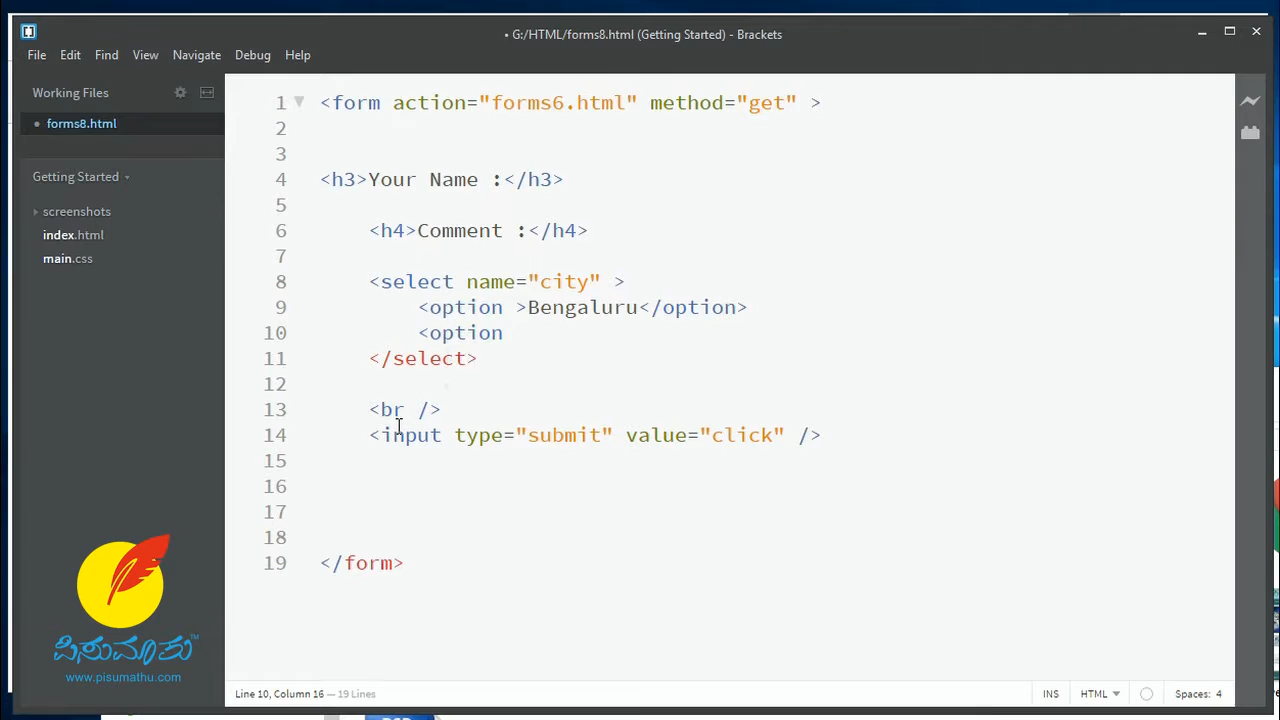 • G:/HTML/forms8.html (Getting Started) - Brackets
File Edit Find View Navigate Debug Help
Working Files
• forms8.html
Getting Started
screenshots
index.html
main.css
1 <form action="forms6.html" method="get" >
2
3
4 <h3>Your Name :</h3>
5
6 <h4>Comment :</h4>
7
8 <select name="city" >
9 <option >Bengaluru</option>
10 <option
11 </select>
12
13 <br />
14 <input type="submit" value="click" />
15
16
17
18
19 </form>
ಪಿಸುಮಾತು™
www.pisumathu.com
Line 10, Column 16 — 19 Lines
INS HTML Spaces: 4